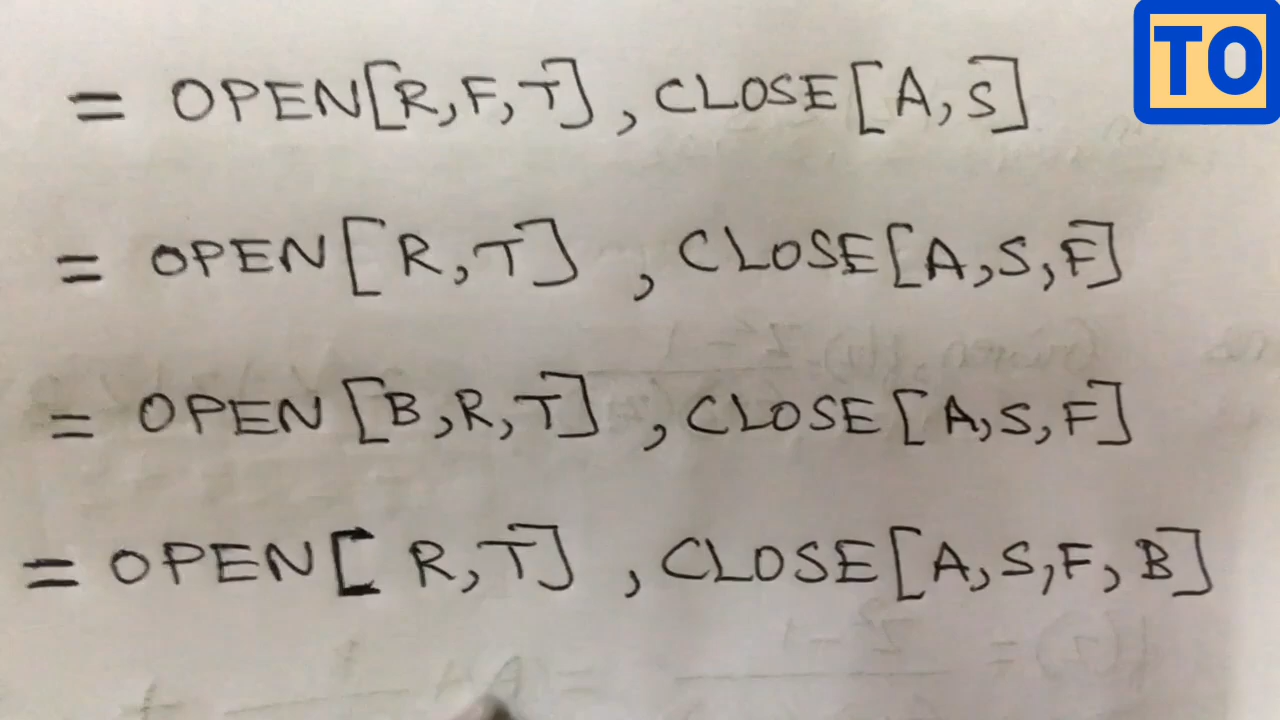 TO
= OPEN[R,F,T], CLOSE[A,S]
= OPEN[R,T], CLOSE[A,S,F]
= OPEN[B,R,T], CLOSE[A,S,F]
= OPEN[R,T], CLOSE[A,S,F,B]